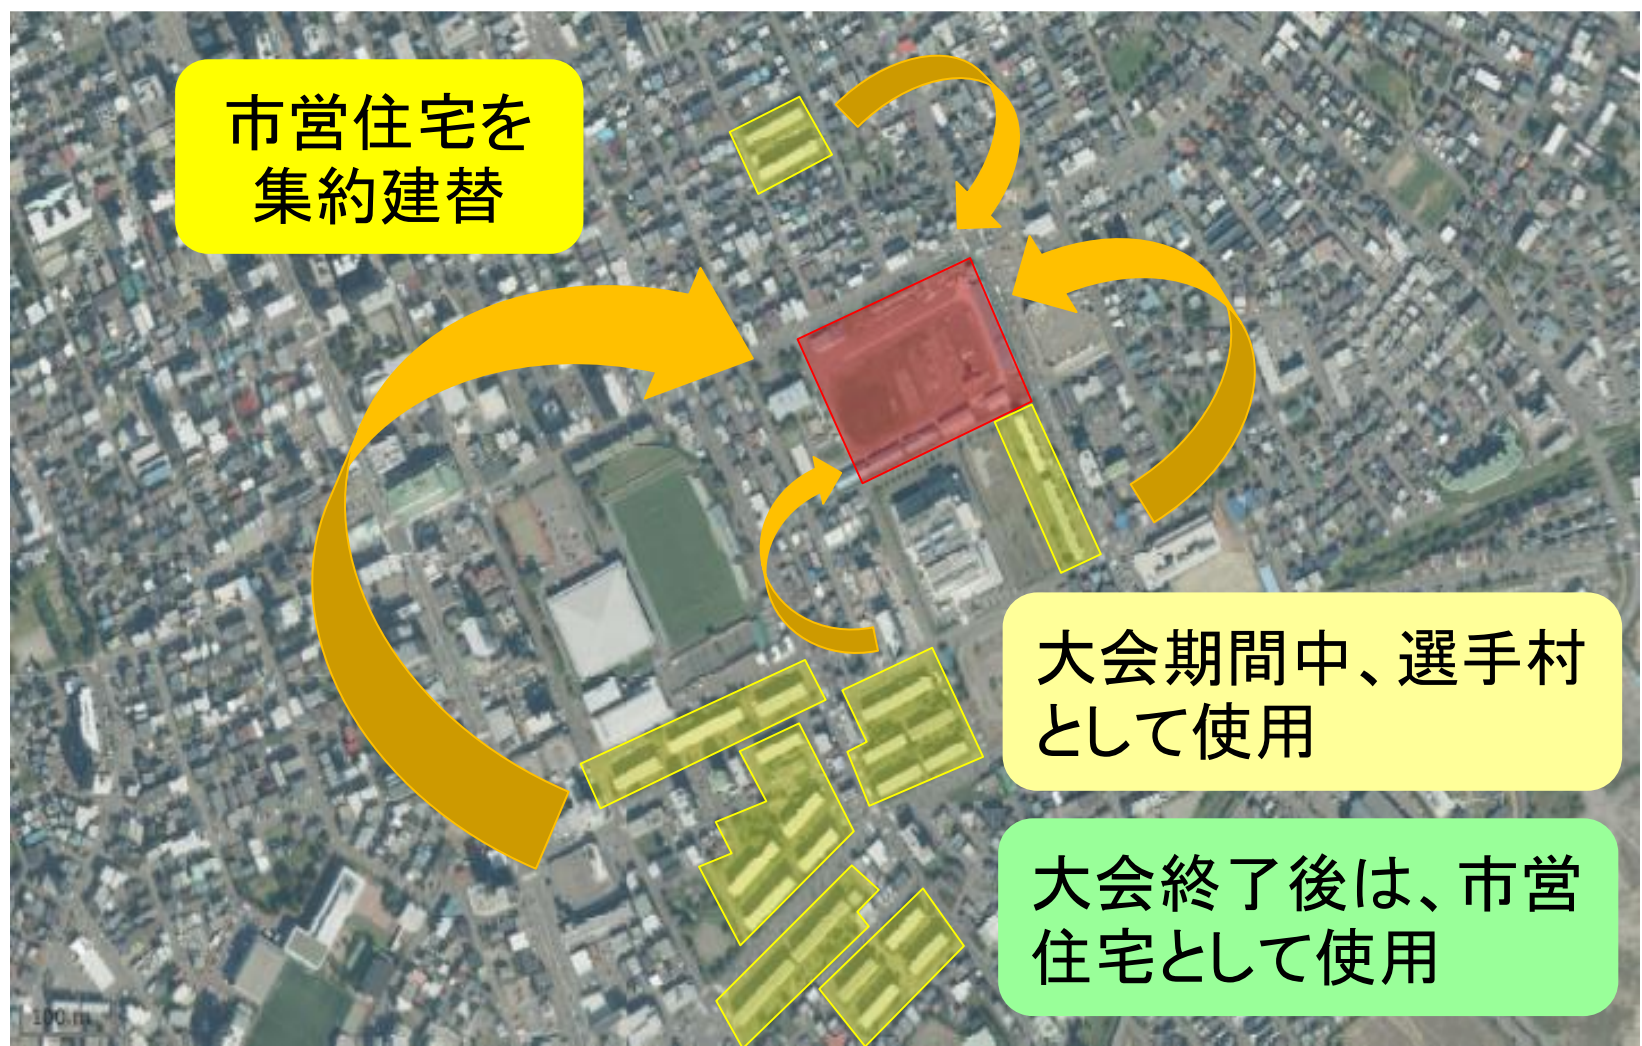 市営住宅を
集約建替
大会期間中、選手村
として使用
大会終了後は、市営
住宅として使用
100 m